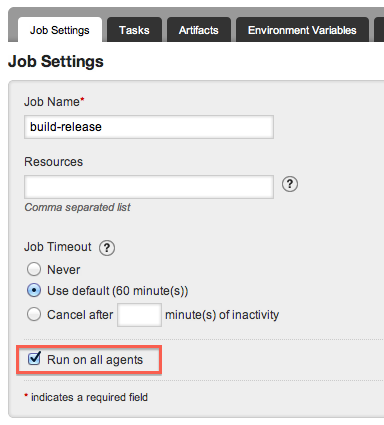 Job Settings Tasks Artifacts Environment Variables
Job Settings
Job Name*
build-release
Resources
?
Comma separated list
Job Timeout ?
Never
Use default (60 minute(s))
Cancel after minute(s) of inactivity
Run on all agents
* indicates a required field